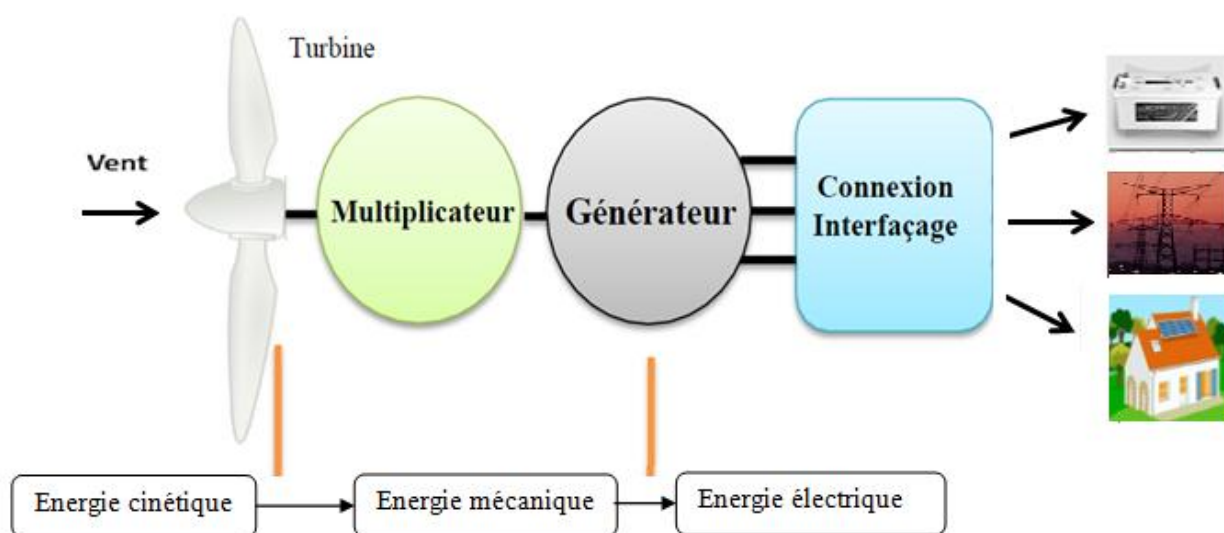 Turbine
Vent
Multiplicateur
Générateur
Connexion
Interfaçage
Energie cinétique
Energie mécanique
Energie électrique